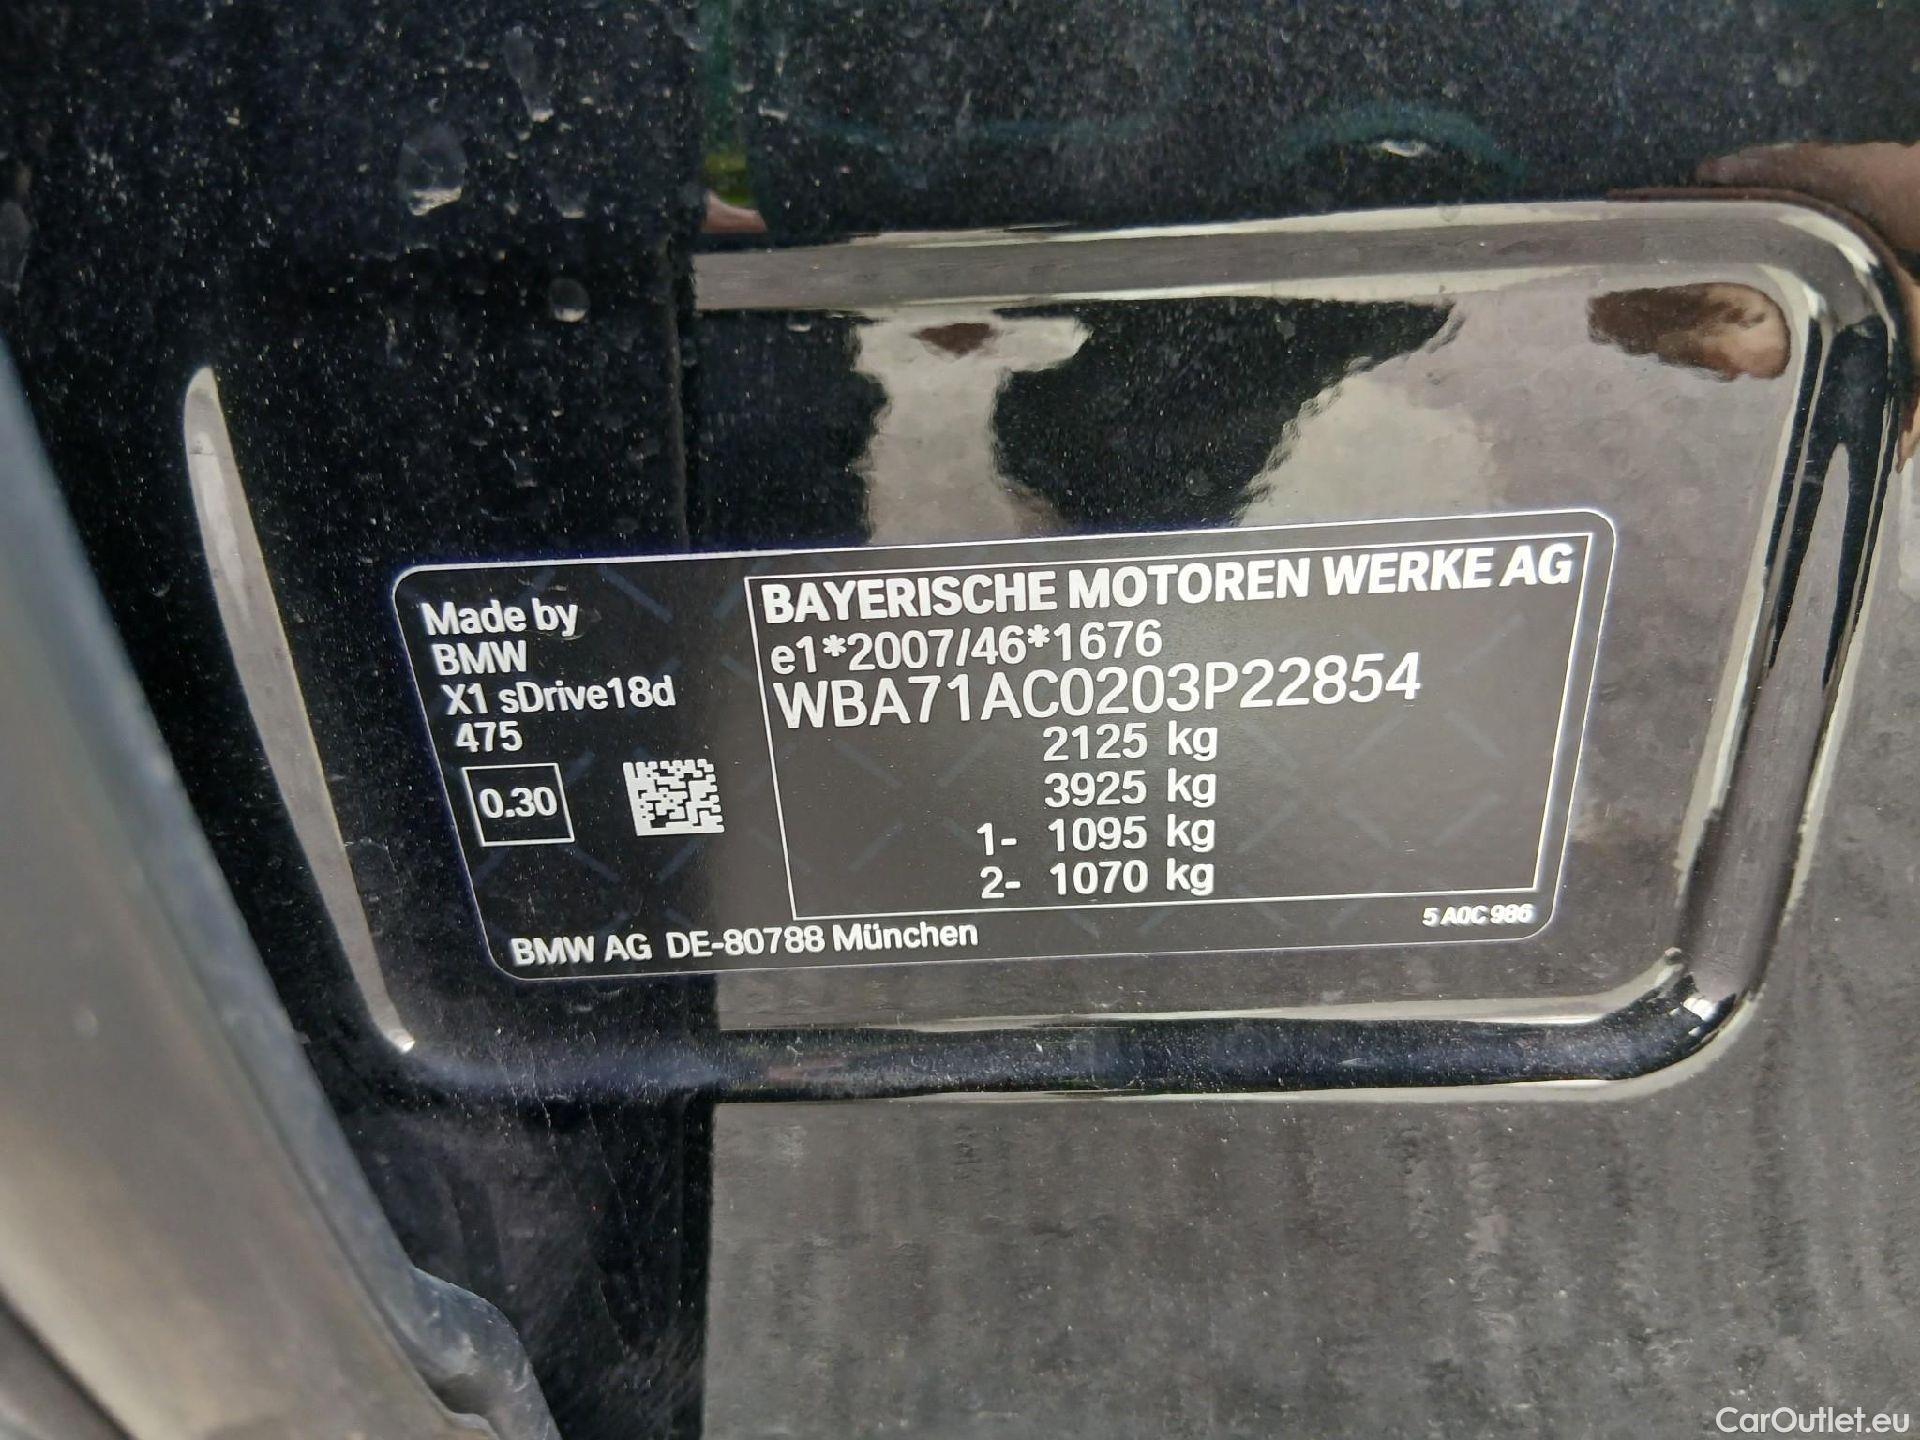 Made by
BMW
X1 sDrive18d
475
0.30
BAYERISCHE MOTOREN WERKE AG
e1*2007/46*1676
WBA71AC0203P22854
2125 kg
3925 kg
1- 1095 kg
2- 1070 kg
BMW AG DE-80788 München
5 A0C 986
CarOutlet.eu